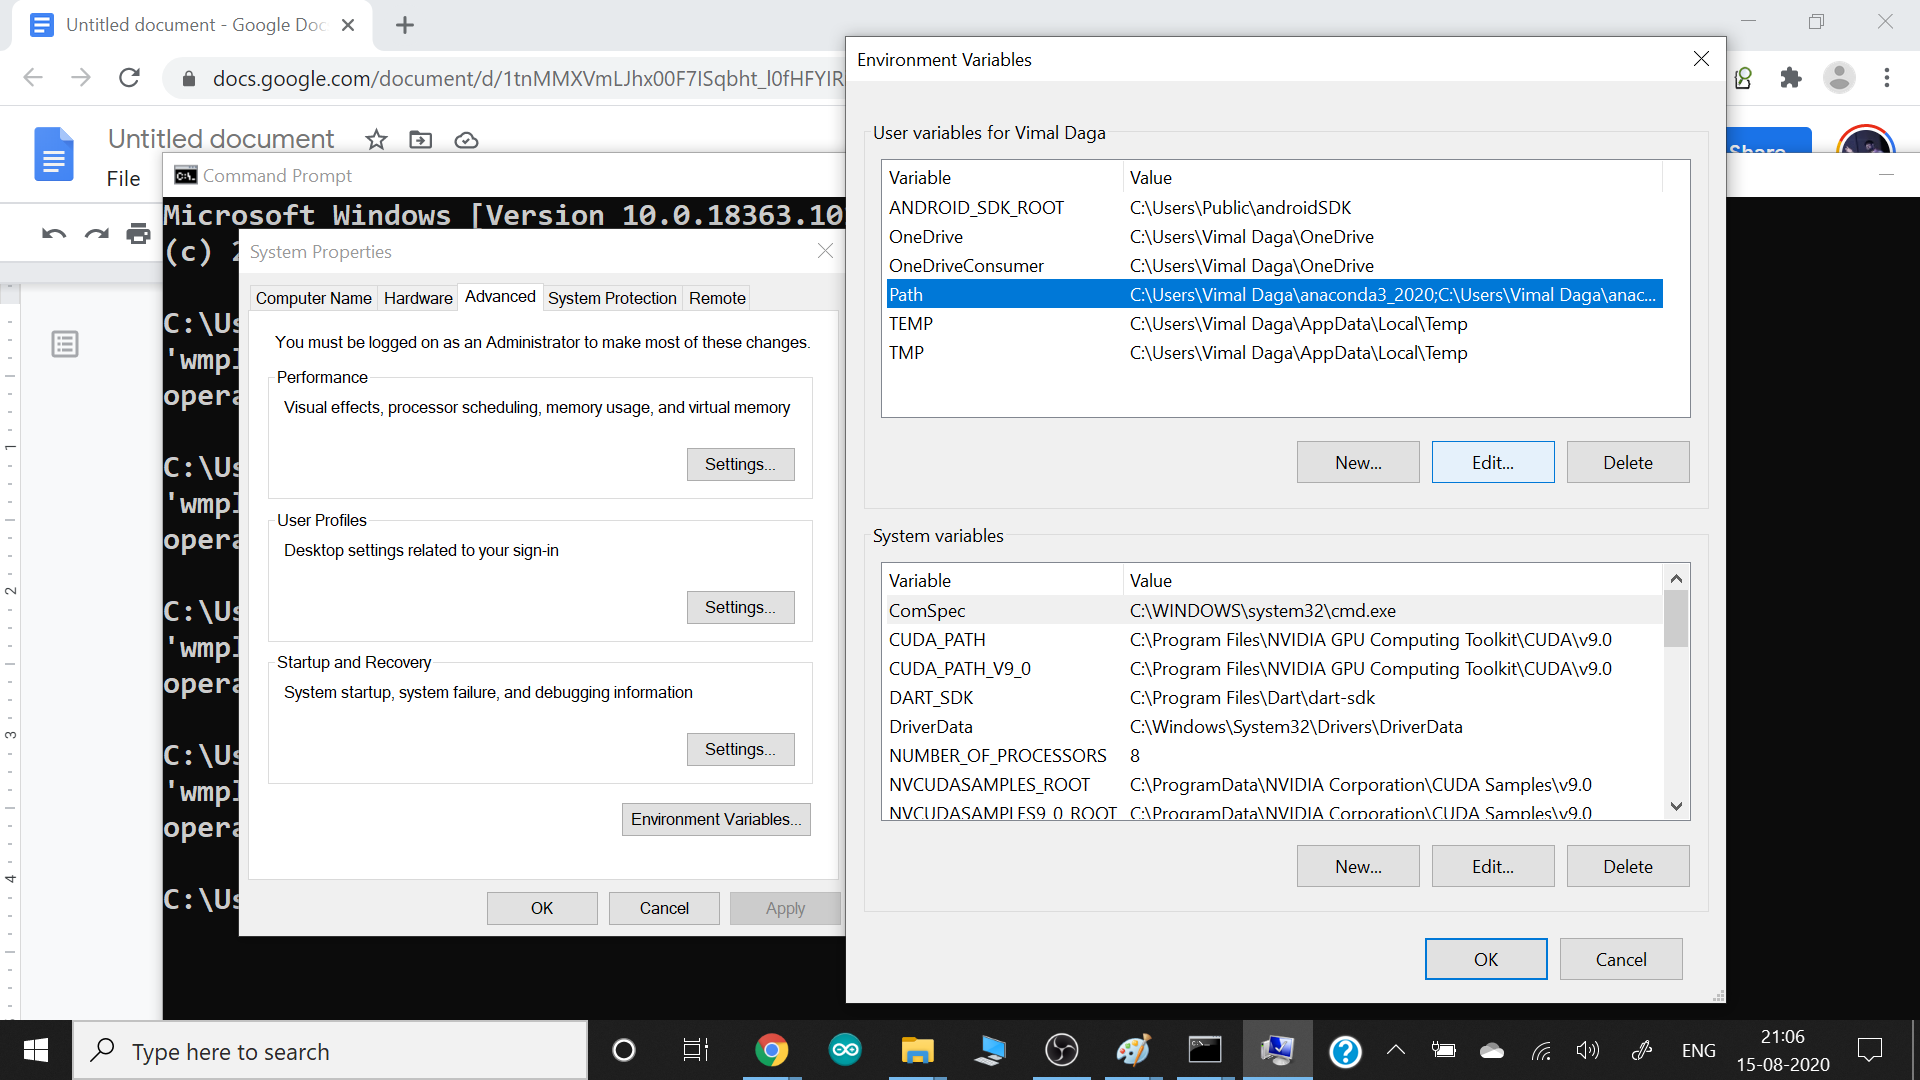 Untitled document - Google Doc
docs.google.com/document/d/1tnMMXVmLJhx00F7ISqbht_l0fHFYIR
Untitled document
File
Share
Command Prompt
Microsoft Windows [Version 10.0.18363.10
(c) 2
C:\Us
'wmpl
opera
C:\Us
'wmpl
opera
C:\Us
'wmpl
opera
C:\Us
'wmpl
opera
C:\Us
1
2
3
4
System Properties
Computer Name Hardware Advanced System Protection Remote
You must be logged on as an Administrator to make most of these changes.
Performance
Visual effects, processor scheduling, memory usage, and virtual memory
Settings...
User Profiles
Desktop settings related to your sign-in
Settings...
Startup and Recovery
System startup, system failure, and debugging information
Settings...
Environment Variables...
OK Cancel Apply
Environment Variables
User variables for Vimal Daga
Variable Value
ANDROID_SDK_ROOT C:\Users\Public\androidSDK
OneDrive C:\Users\Vimal Daga\OneDrive
OneDriveConsumer C:\Users\Vimal Daga\OneDrive
Path C:\Users\Vimal Daga\anaconda3_2020;C:\Users\Vimal Daga\anac...
TEMP C:\Users\Vimal Daga\AppData\Local\Temp
TMP C:\Users\Vimal Daga\AppData\Local\Temp
New... Edit... Delete
System variables
Variable Value
ComSpec C:\WINDOWS\system32\cmd.exe
CUDA_PATH C:\Program Files\NVIDIA GPU Computing Toolkit\CUDA\v9.0
CUDA_PATH_V9_0 C:\Program Files\NVIDIA GPU Computing Toolkit\CUDA\v9.0
DART_SDK C:\Program Files\Dart\dart-sdk
DriverData C:\Windows\System32\Drivers\DriverData
NUMBER_OF_PROCESSORS 8
NVCUDASAMPLES_ROOT C:\ProgramData\NVIDIA Corporation\CUDA Samples\v9.0
NVCUDASAMPLES9_0_ROOT C:\ProgramData\NVIDIA Corporation\CUDA Samples\v9.0
New... Edit... Delete
OK Cancel
Type here to search
ENG
21:06
15-08-2020